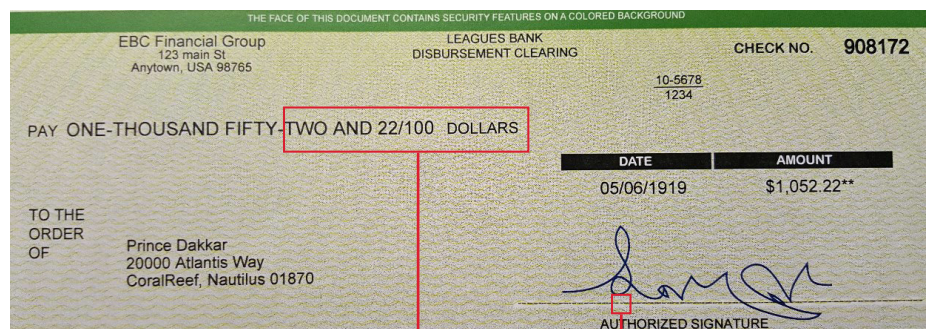 THE FACE OF THIS DOCUMENT CONTAINS SECURITY FEATURES ON A COLORED BACKGROUND
EBC Financial Group
123 main St
Anytown, USA 98765
LEAGUES BANK
DISBURSEMENT CLEARING
CHECK NO. 908172
10-5678
1234
PAY ONE-THOUSAND FIFTY-TWO AND 22/100 DOLLARS
DATE AMOUNT
05/06/1919 $1,052.22**
TO THE
ORDER
OF
Prince Dakkar
20000 Atlantis Way
CoralReef, Nautilus 01870
AUTHORIZED SIGNATURE